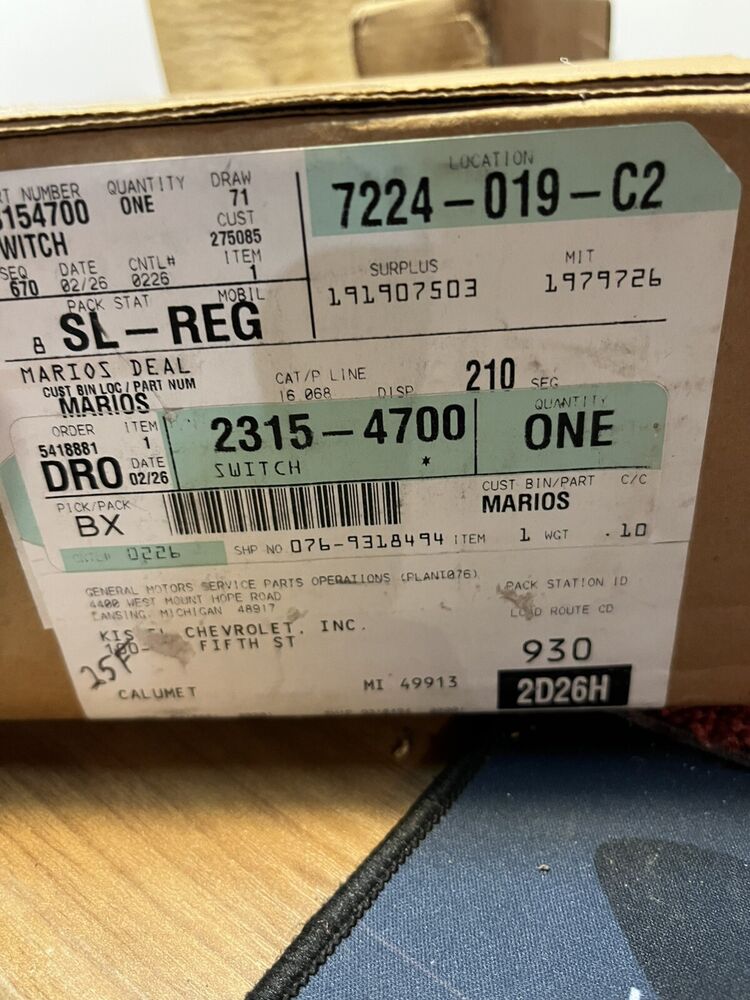 NUMBER QUANTITY DRAW
154700 ONE 71
CUST
WITCH 275085
SEQ DATE CNTL# ITEM
670 02/26 0226 1
PACK STAT MOBIL
8 SL-REG
LOCATION
7224-019-C2
SURPLUS MIT
191907503 1979726
MARIOS DEAL
CUST BIN LOC / PART NUM
MARIOS
CAT/P LINE 210 SEG
16 068 DISP
ORDER ITEM
5418881 1
DRO DATE
02/26
2315-4700
SWITCH *
QUANTITY
ONE
PICK/PACK
BX
CUST BIN/PART C/C
MARIOS
0226 SHP NO 076-9318494 ITEM 1 WGT .10
GENERAL MOTORS SERVICE PARTS OPERATIONS (PLANT076)
4400 WEST MOUNT HOPE ROAD
LANSING, MICHIGAN 48917
PACK STATION ID
LOAD ROUTE CD
CHEVROLET, INC.
FIFTH ST
930
CALUMET MI 49913
2D26H